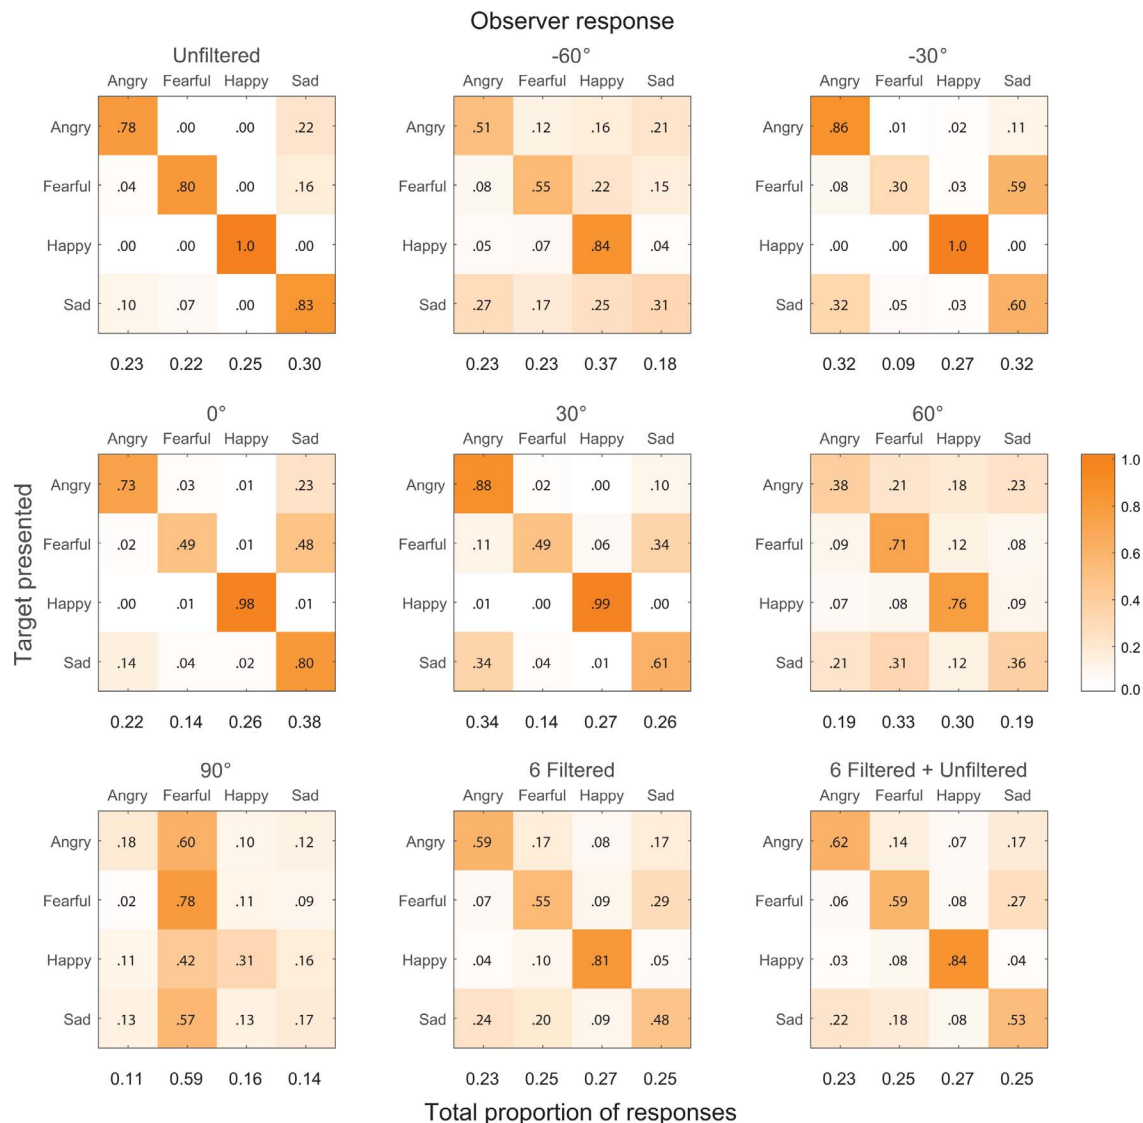 Observer response
Unfiltered -60° -30°
Angry Fearful Happy Sad Angry Fearful Happy Sad Angry Fearful Happy Sad
Angry .78 .00 .00 .22 Angry .51 .12 .16 .21 Angry .86 .01 .02 .11
Fearful .04 .80 .00 .16 Fearful .08 .55 .22 .15 Fearful .08 .30 .03 .59
Happy .00 .00 1.0 .00 Happy .05 .07 .84 .04 Happy .00 .00 1.0 .00
Sad .10 .07 .00 .83 Sad .27 .17 .25 .31 Sad .32 .05 .03 .60
0.23 0.22 0.25 0.30 0.23 0.23 0.37 0.18 0.32 0.09 0.27 0.32
0° 30° 60°
Angry Fearful Happy Sad Angry Fearful Happy Sad Angry Fearful Happy Sad
Angry .73 .03 .01 .23 Angry .88 .02 .00 .10 Angry .38 .21 .18 .23
Fearful .02 .49 .01 .48 Fearful .11 .49 .06 .34 Fearful .09 .71 .12 .08
Happy .00 .01 .98 .01 Happy .01 .00 .99 .00 Happy .07 .08 .76 .09
Sad .14 .04 .02 .80 Sad .34 .04 .01 .61 Sad .21 .31 .12 .36
0.22 0.14 0.26 0.38 0.34 0.14 0.27 0.26 0.19 0.33 0.30 0.19
1.0
0.8
0.6
0.4
0.2
0.0
Target presented
90° 6 Filtered 6 Filtered + Unfiltered
Angry Fearful Happy Sad Angry Fearful Happy Sad Angry Fearful Happy Sad
Angry .18 .60 .10 .12 Angry .59 .17 .08 .17 Angry .62 .14 .07 .17
Fearful .02 .78 .11 .09 Fearful .07 .55 .09 .29 Fearful .06 .59 .08 .27
Happy .11 .42 .31 .16 Happy .04 .10 .81 .05 Happy .03 .08 .84 .04
Sad .13 .57 .13 .17 Sad .24 .20 .09 .48 Sad .22 .18 .08 .53
0.11 0.59 0.16 0.14 0.23 0.25 0.27 0.25 0.23 0.25 0.27 0.25
Total proportion of responses